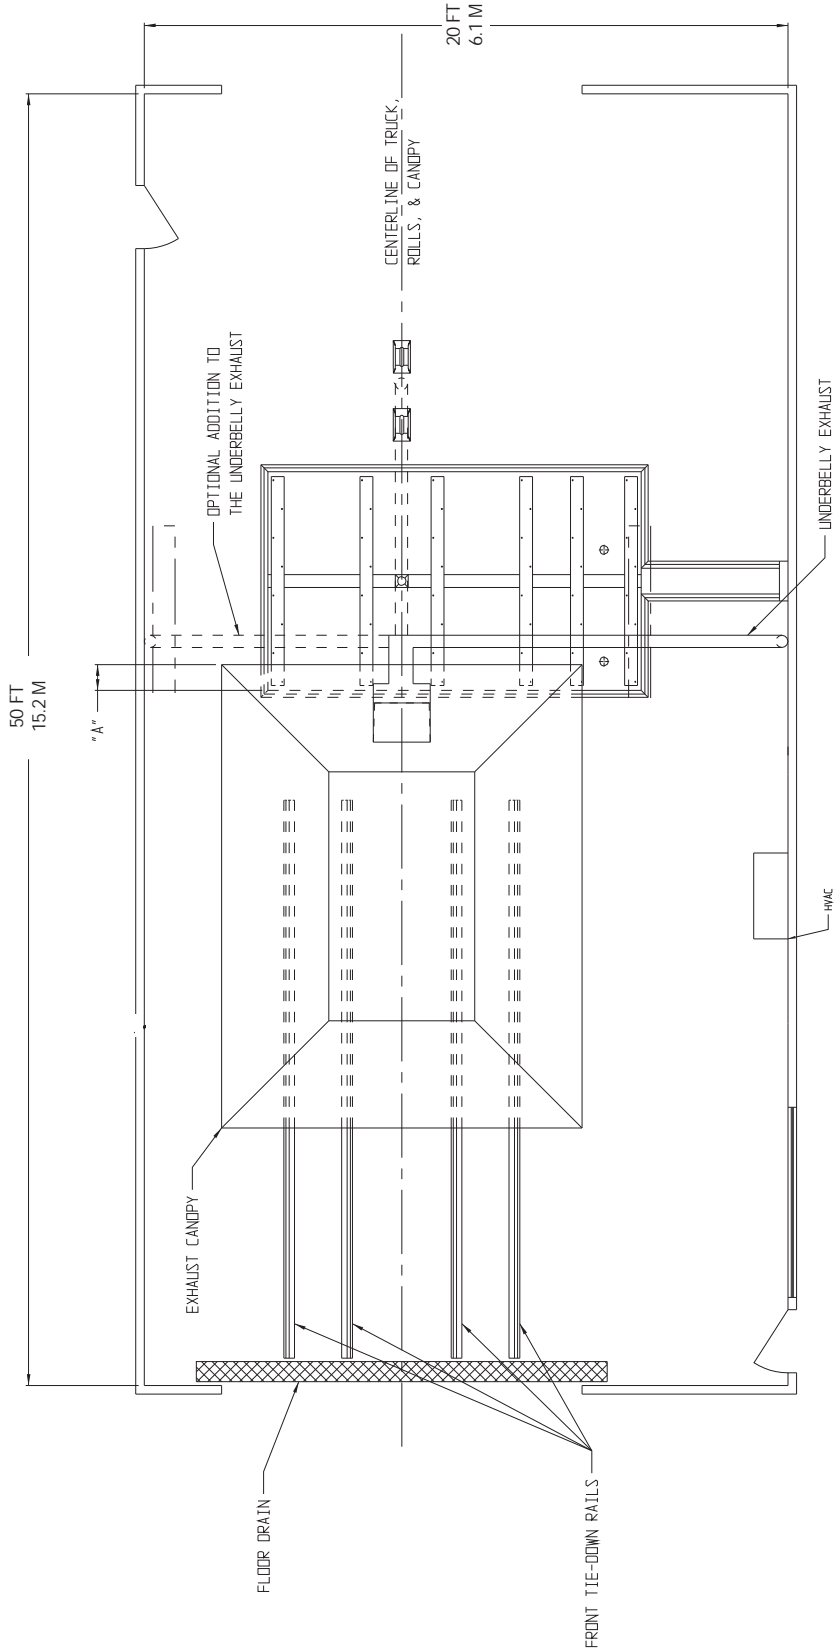 50 FT
15.2 M
20 FT
6.1 M
CENTERLINE OF TRUCK,
ROLLS, & CANOPY
OPTIONAL ADDITION TO
THE UNDERBELLY EXHAUST
"A"
UNDERBELLY EXHAUST
HVAC
EXHAUST CANOPY
FLOOR DRAIN
FRONT TIE-DOWN RAILS